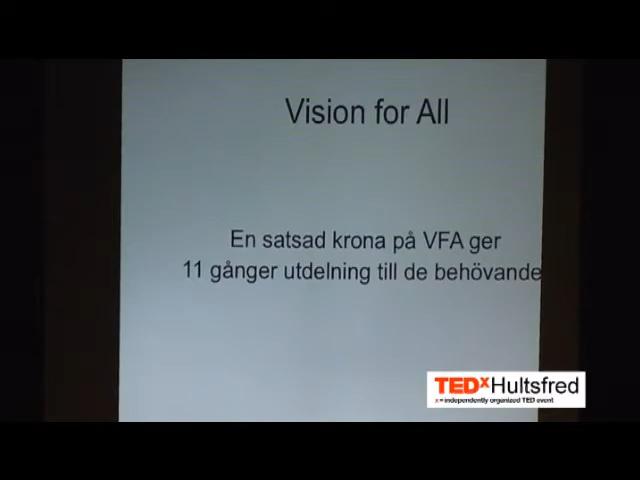 Vision for All
En satsad krona på VFA ger
11 gånger utdelning till de behövande
TEDxHultsfred
x = independently organized TED event